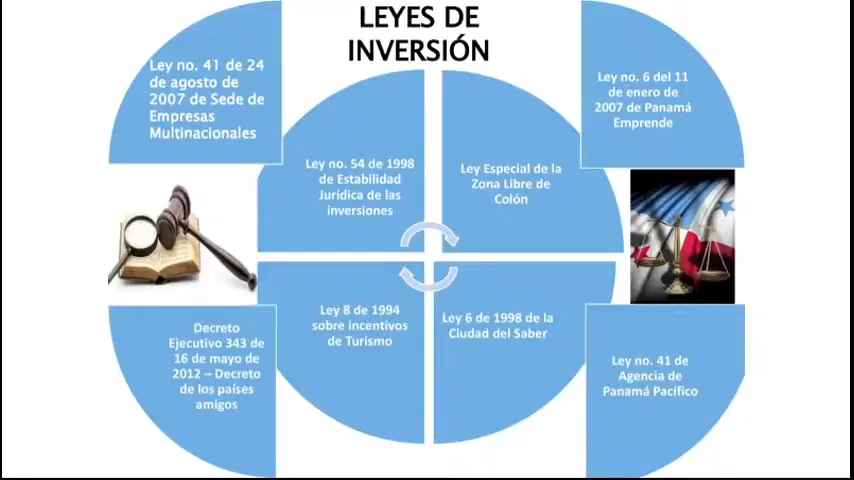 LEYES DE
INVERSIÓN
Ley no. 41 de 24
de agosto de
2007 de Sede de
Empresas
Multinacionales
Ley no. 6 del 11
de enero de
2007 de Panamá
Emprende
Ley no. 54 de 1998
de Estabilidad
Jurídica de las
inversiones
Ley Especial de la
Zona Libre de
Colón
Ley 8 de 1994
sobre incentivos
de Turismo
Ley 6 de 1998 de la
Ciudad del Saber
Decreto
Ejecutivo 343 de
16 de mayo de
2012 – Decreto
de los países
amigos
Ley no. 41 de
Agencia de
Panamá Pacífico